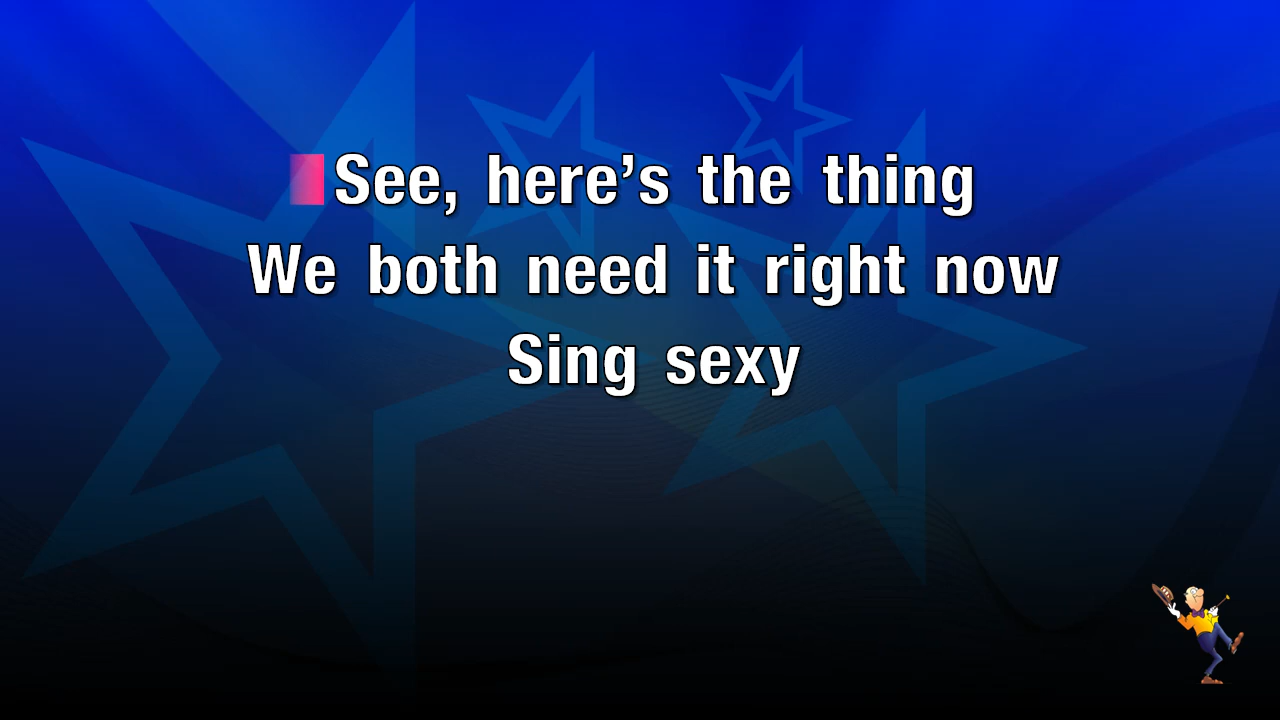 See, here’s the thing
We both need it right now
Sing sexy